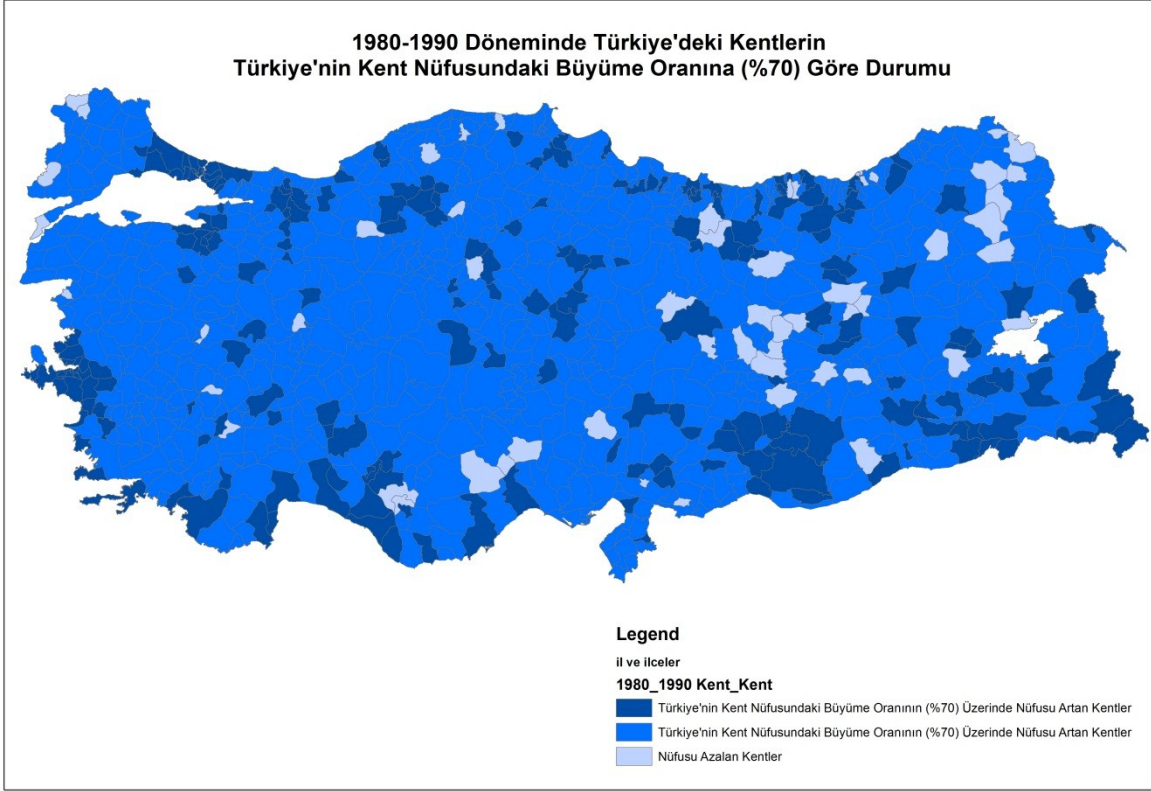 1980-1990 Döneminde Türkiye'deki Kentlerin
Türkiye'nin Kent Nüfusundaki Büyüme Oranına (%70) Göre Durumu
Legend
il ve ilceler
1980_1990 Kent_Kent
Türkiye'nin Kent Nüfusundaki Büyüme Oranının (%70) Üzerinde Nüfusu Artan Kentler
Türkiye'nin Kent Nüfusundaki Büyüme Oranının (%70) Üzerinde Nüfusu Artan Kentler
Nüfusu Azalan Kentler